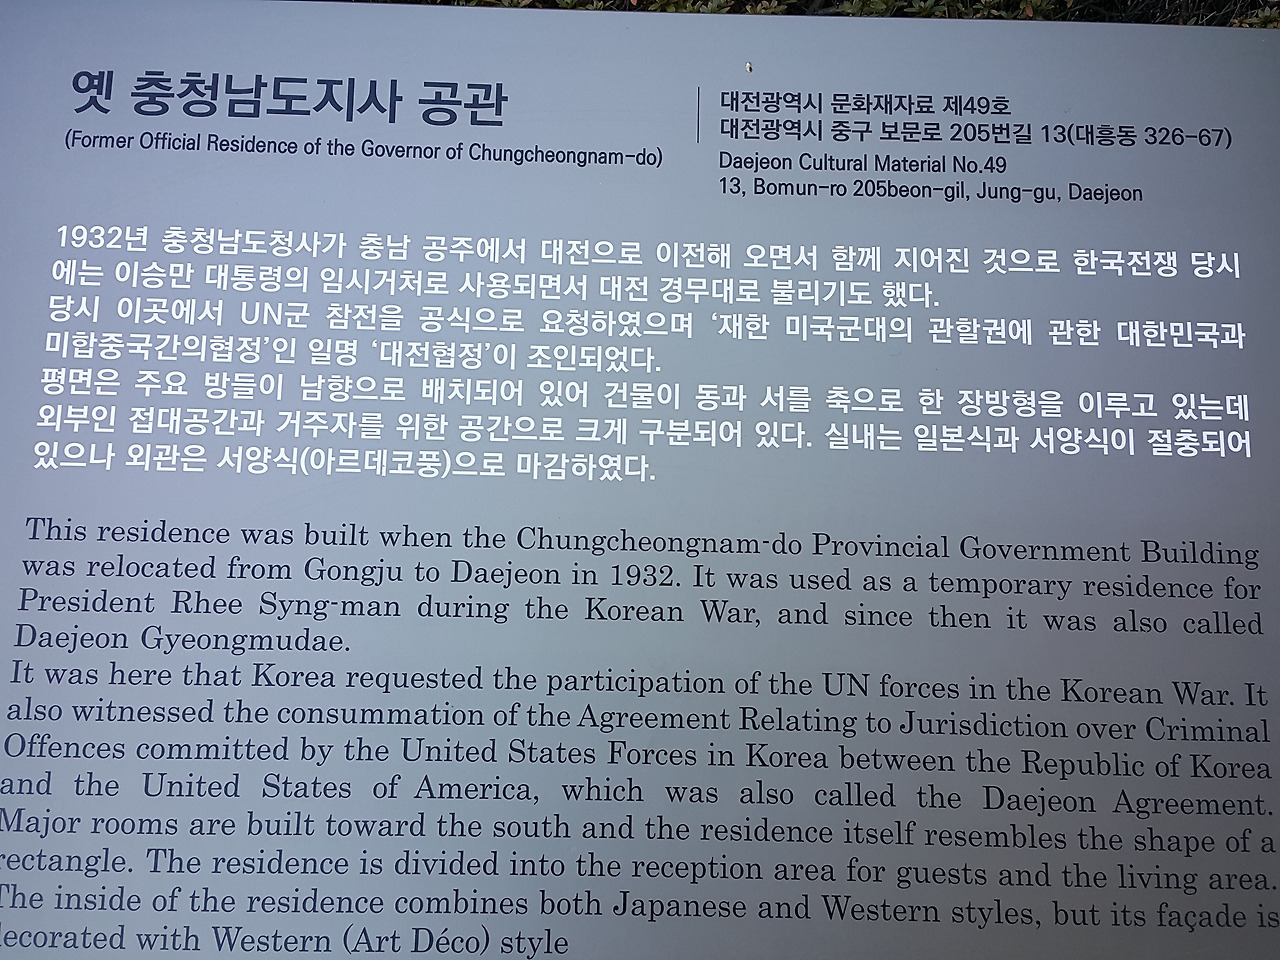 옛 충청남도지사 공관
(Former Official Residence of the Governor of Chungcheongnam-do)
대전광역시 문화재자료 제49호
대전광역시 중구 보문로 205번길 13(대흥동 326-67)
Daejeon Cultural Material No.49
13, Bomun-ro 205beon-gil, Jung-gu, Daejeon
1932년 충청남도청사가 충남 공주에서 대전으로 이전해 오면서 함께 지어진 것으로 한국전쟁 당시
에는 이승만 대통령의 임시거처로 사용되면서 대전 경무대로 불리기도 했다.
당시 이곳에서 UN군 참전을 공식으로 요청하였으며 ‘재한 미국군대의 관할권에 관한 대한민국과
미합중국간의협정’인 일명 ‘대전협정’이 조인되었다.
평면은 주요 방들이 남향으로 배치되어 있어 건물이 동과 서를 축으로 한 장방형을 이루고 있는데
외부인 접대공간과 거주자를 위한 공간으로 크게 구분되어 있다. 실내는 일본식과 서양식이 절충되어
있으나 외관은 서양식(아르데코풍)으로 마감하였다.
This residence was built when the Chungcheongnam-do Provincial Government Building
was relocated from Gongju to Daejeon in 1932. It was used as a temporary residence for
President Rhee Syng-man during the Korean War, and since then it was also called
Daejeon Gyeongmudae.
It was here that Korea requested the participation of the UN forces in the Korean War. It
also witnessed the consummation of the Agreement Relating to Jurisdiction over Criminal
Offences committed by the United States Forces in Korea between the Republic of Korea
and the United States of America, which was also called the Daejeon Agreement.
Major rooms are built toward the south and the residence itself resembles the shape of a
rectangle. The residence is divided into the reception area for guests and the living area.
The inside of the residence combines both Japanese and Western styles, but its façade is
decorated with Western (Art Déco) style